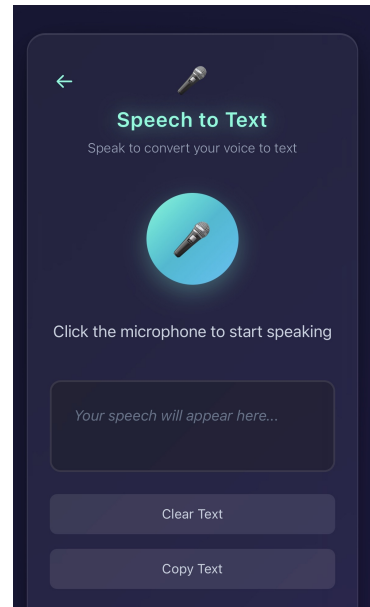 Speech to Text
Speak to convert your voice to text
Click the microphone to start speaking
Your speech will appear here...
Clear Text
Copy Text